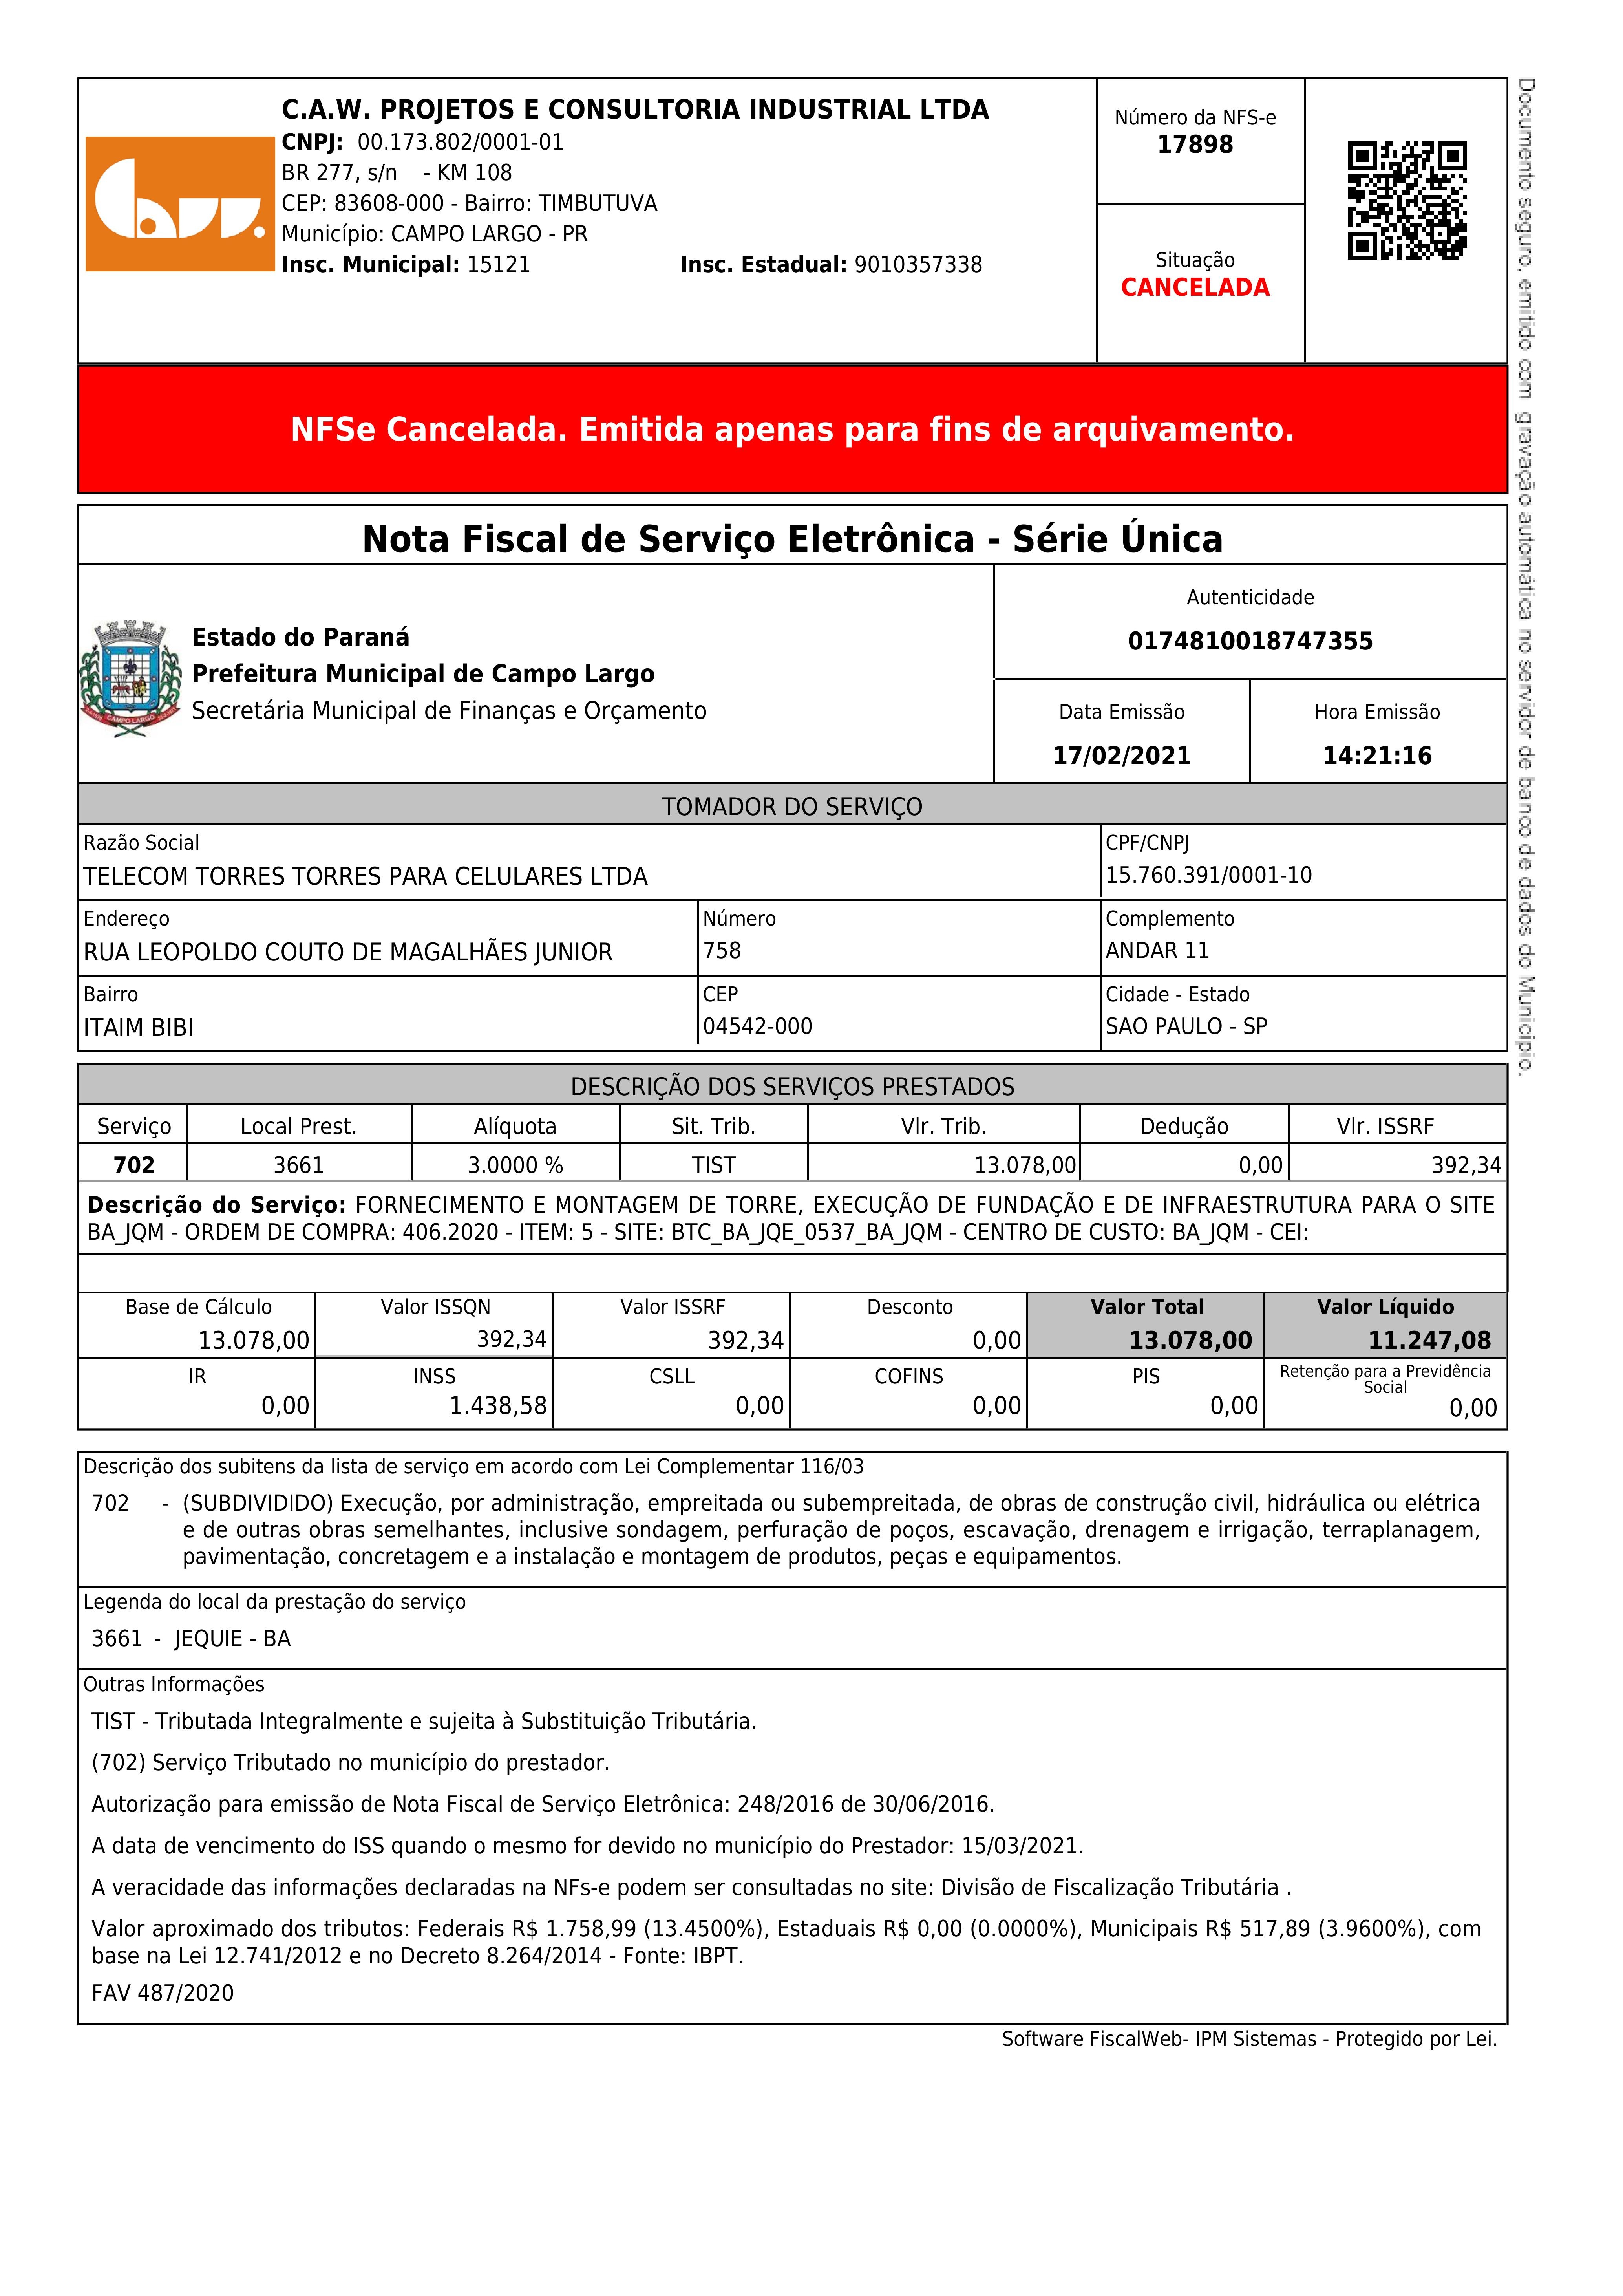 C.A.W. PROJETOS E CONSULTORIA INDUSTRIAL LTDA
CNPJ: 00.173.802/0001-01
BR 277, s/n - KM 108
CEP: 83608-000 - Bairro: TIMBUTUVA
Município: CAMPO LARGO - PR
Insc. Municipal: 15121 Insc. Estadual: 9010357338
Número da NFS-e
17898
Situação
CANCELADA
Documento seguro, emitido com gravação automática no servidor de banco de dados do Município.
NFSe Cancelada. Emitida apenas para fins de arquivamento.
Nota Fiscal de Serviço Eletrônica - Série Única
Estado do Paraná
Prefeitura Municipal de Campo Largo
Secretária Municipal de Finanças e Orçamento
CAMPO LARGO
Autenticidade
0174810018747355
Data Emissão Hora Emissão
17/02/2021 14:21:16
TOMADOR DO SERVIÇO
Razão Social CPF/CNPJ
TELECOM TORRES TORRES PARA CELULARES LTDA 15.760.391/0001-10
Endereço Número Complemento
RUA LEOPOLDO COUTO DE MAGALHÃES JUNIOR 758 ANDAR 11
Bairro CEP Cidade - Estado
ITAIM BIBI 04542-000 SAO PAULO - SP
DESCRIÇÃO DOS SERVIÇOS PRESTADOS
Serviço Local Prest. Alíquota Sit. Trib. Vlr. Trib. Dedução Vlr. ISSRF
702 3661 3.0000 % TIST 13.078,00 0,00 392,34
Descrição do Serviço: FORNECIMENTO E MONTAGEM DE TORRE, EXECUÇÃO DE FUNDAÇÃO E DE INFRAESTRUTURA PARA O SITE
BA_JQM - ORDEM DE COMPRA: 406.2020 - ITEM: 5 - SITE: BTC_BA_JQE_0537_BA_JQM - CENTRO DE CUSTO: BA_JQM - CEI:
Base de Cálculo Valor ISSQN Valor ISSRF Desconto Valor Total Valor Líquido
13.078,00 392,34 392,34 0,00 13.078,00 11.247,08
IR INSS CSLL COFINS PIS Retenção para a Previdência
Social
0,00 1.438,58 0,00 0,00 0,00 0,00
Descrição dos subitens da lista de serviço em acordo com Lei Complementar 116/03
702 - (SUBDIVIDIDO) Execução, por administração, empreitada ou subempreitada, de obras de construção civil, hidráulica ou elétrica
e de outras obras semelhantes, inclusive sondagem, perfuração de poços, escavação, drenagem e irrigação, terraplanagem,
pavimentação, concretagem e a instalação e montagem de produtos, peças e equipamentos.
Legenda do local da prestação do serviço
3661 - JEQUIE - BA
Outras Informações
TIST - Tributada Integralmente e sujeita à Substituição Tributária.
(702) Serviço Tributado no município do prestador.
Autorização para emissão de Nota Fiscal de Serviço Eletrônica: 248/2016 de 30/06/2016.
A data de vencimento do ISS quando o mesmo for devido no município do Prestador: 15/03/2021.
A veracidade das informações declaradas na NFs-e podem ser consultadas no site: Divisão de Fiscalização Tributária .
Valor aproximado dos tributos: Federais R$ 1.758,99 (13.4500%), Estaduais R$ 0,00 (0.0000%), Municipais R$ 517,89 (3.9600%), com
base na Lei 12.741/2012 e no Decreto 8.264/2014 - Fonte: IBPT.
FAV 487/2020
Software FiscalWeb- IPM Sistemas - Protegido por Lei.